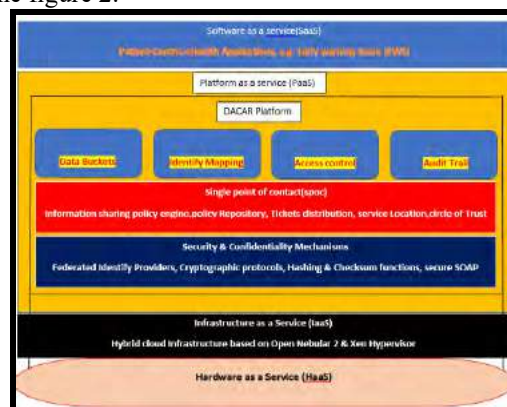 Software as a service(SaaS)
Patient-Centric Health Applications, e.g. Early warning Score (EWS)
Platform as a service (PaaS)
DACAR Platform
Data Buckets
Identify Mapping
Access control
Audit Trail
Single point of contact(spoc)
Information sharing policy engine,policy Repository, Tickets distribution, service Location,circle of Trust
Security & Confidentiality Mechanisms
Federated Identify Providers, Cryptographic protocols, Hashing & Checksum functions, secure SOAP
Infrastructure as a Service (IaaS)
Hybrid cloud Infrastructure based on Open Nebular 2 & Xen Hypervisor
Hardware as a Service (HaaS)